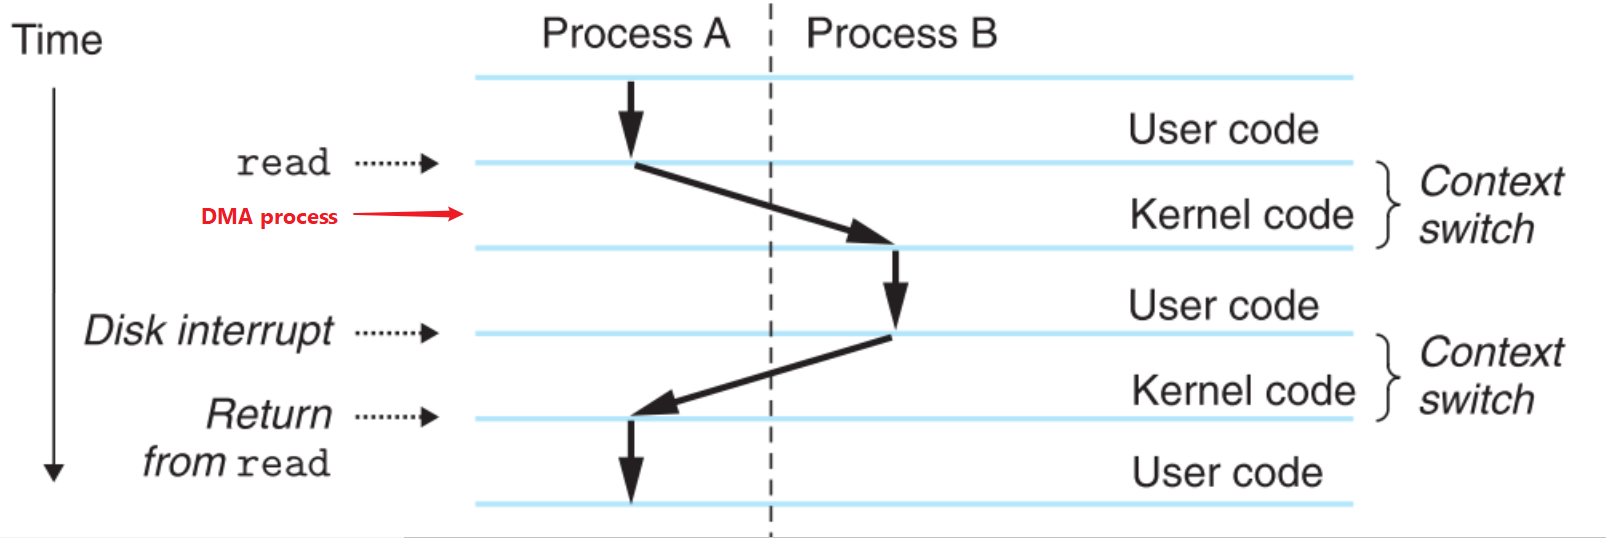 Time
Process A
Process B
User code
read
Context
switch
DMA process
Kernel code
User code
Disk interrupt
Context
switch
Kernel code
Return
from read
User code